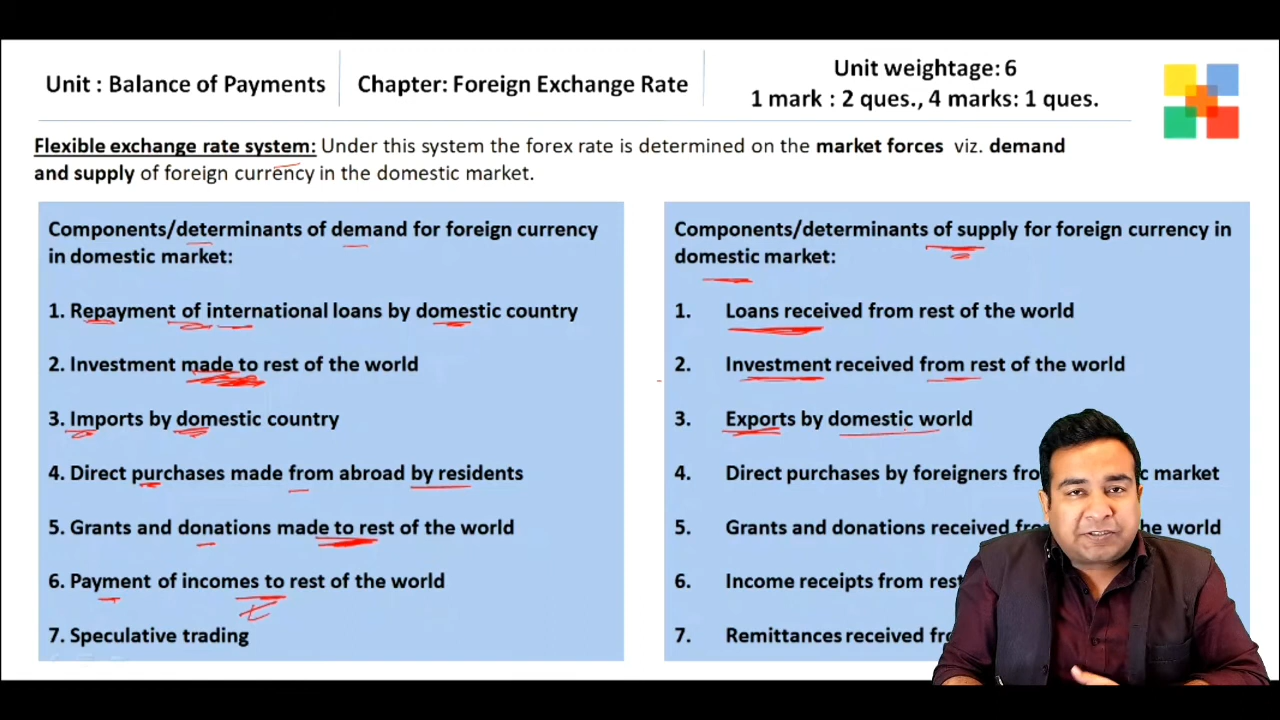 Unit : Balance of Payments
Chapter: Foreign Exchange Rate
Unit weightage: 6
1 mark : 2 ques., 4 marks: 1 ques.
Flexible exchange rate system: Under this system the forex rate is determined on the market forces viz. demand
and supply of foreign currency in the domestic market.
Components/determinants of demand for foreign currency
in domestic market:
1. Repayment of international loans by domestic country
2. Investment made to rest of the world
3. Imports by domestic country
4. Direct purchases made from abroad by residents
5. Grants and donations made to rest of the world
6. Payment of incomes to rest of the world
7. Speculative trading
Components/determinants of supply for foreign currency in
domestic market:
1. Loans received from rest of the world
2. Investment received from rest of the world
3. Exports by domestic world
4. Direct purchases by foreigners market
5. Grants and donations received the world
6. Income receipts from rest
7. Remittances received